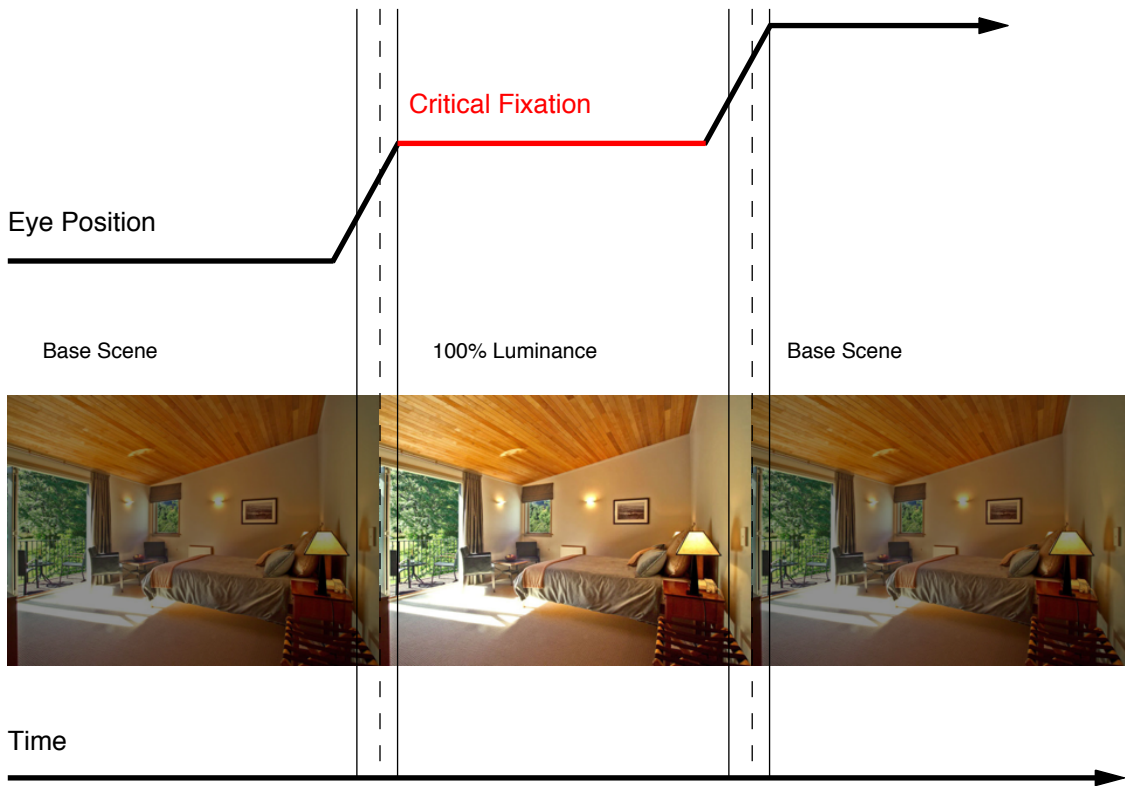 Critical Fixation
Eye Position
Base Scene
100% Luminance
Base Scene
Time